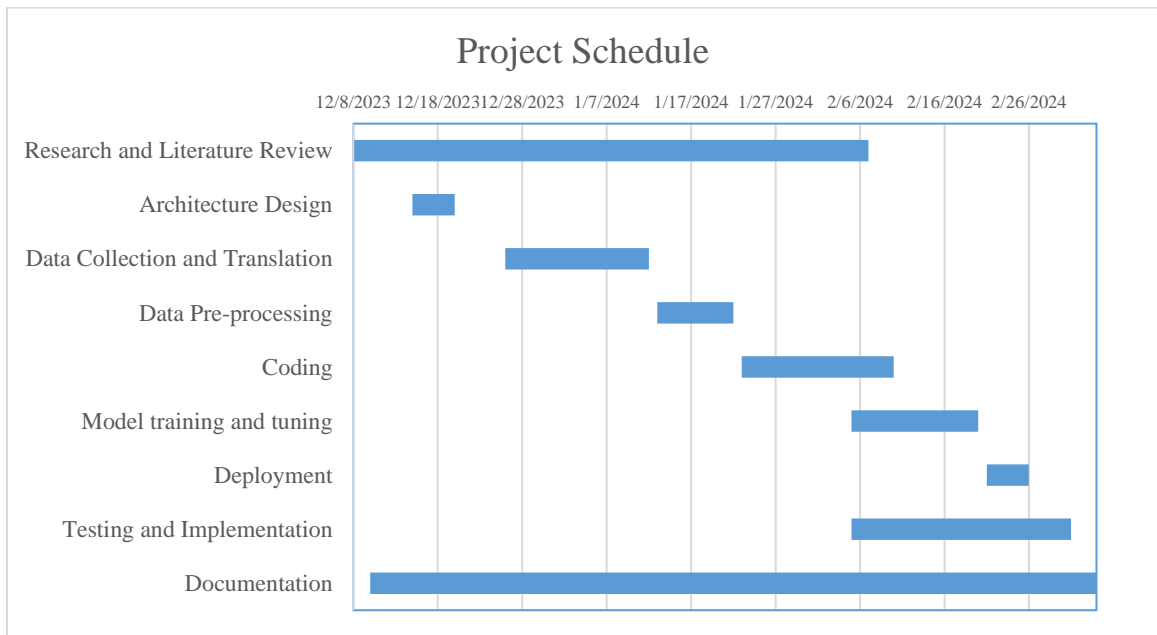 Project Schedule
12/8/2023 12/18/2023 12/28/2023 1/7/2024 1/17/2024 1/27/2024 2/6/2024 2/16/2024 2/26/2024
Research and Literature Review
Architecture Design
Data Collection and Translation
Data Pre-processing
Coding
Model training and tuning
Deployment
Testing and Implementation
Documentation